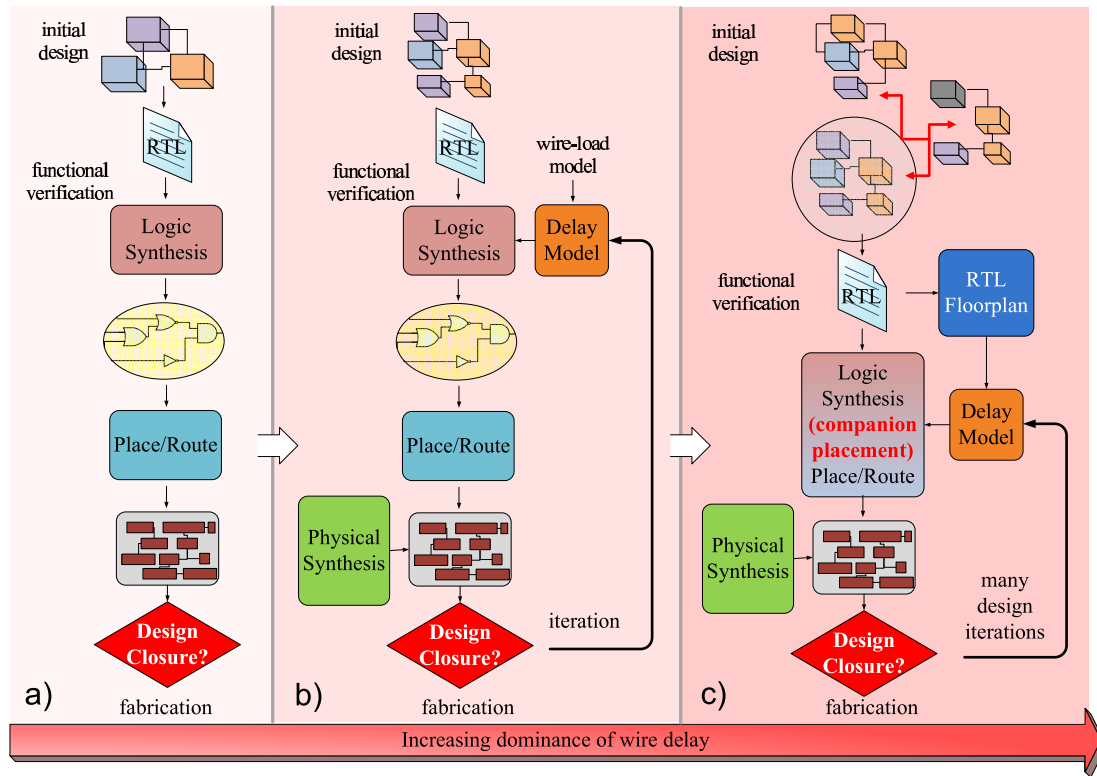 initial
design
RTL
functional
verification
Logic
Synthesis
Place/Route
Design
Closure?
a)
fabrication
initial
design
RTL
functional
verification
wire-load
model
Logic
Synthesis
Delay
Model
Place/Route
Physical
Synthesis
Design
Closure?
iteration
b)
fabrication
initial
design
functional
verification
RTL
RTL
Floorplan
Logic
Synthesis
(companion
placement)
Place/Route
Delay
Model
Physical
Synthesis
many
design
iterations
Design
Closure?
c)
fabrication
Increasing dominance of wire delay